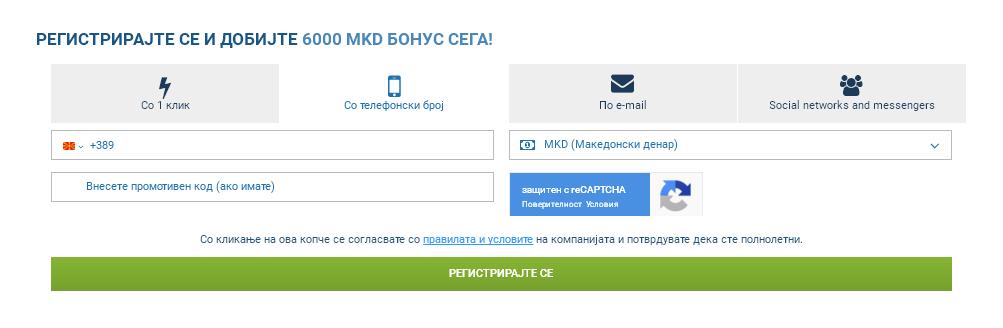 РЕГИСТРИРАЈТЕ СЕ И ДОБИЈТЕ 6000 MKD БОНУС СЕГА!
Со 1 клик
Со телефонски број
По e-mail
Social networks and messengers
+389
MKD (Македонски денар)
Внесете промотивен код (ако имате)
защитен с reCAPTCHA
Поверителност Условия
Со кликање на ова копче се согласвате со правилата и условите на компанијата и потврдувате дека сте полнолетни.
РЕГИСТРИРАЈТЕ СЕ